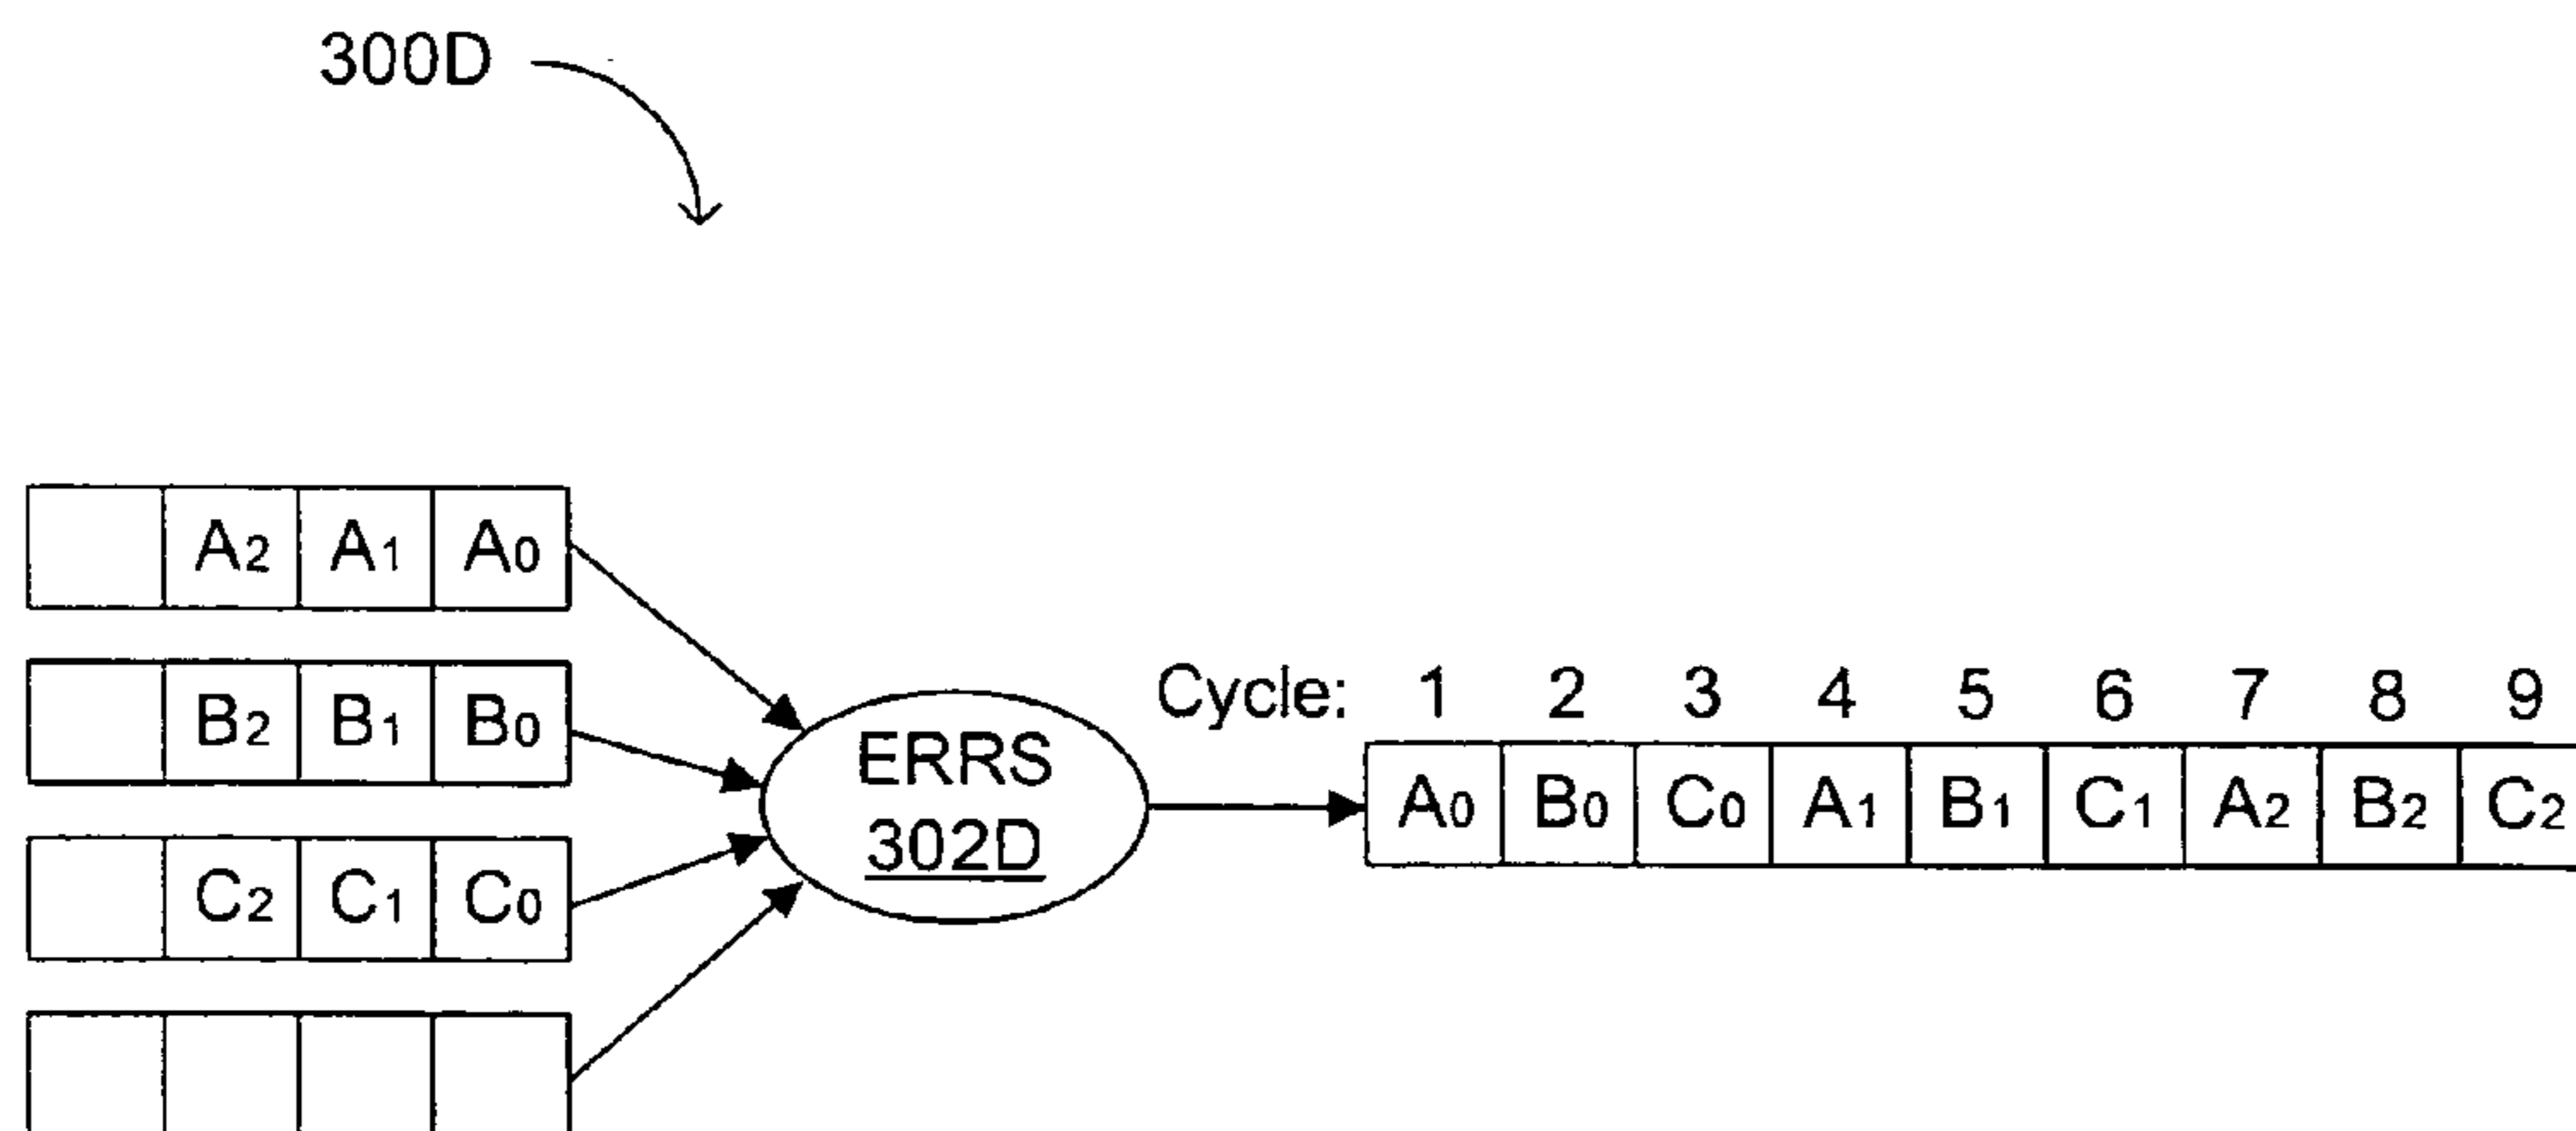 300D
A2 A1 A0
B2 B1 B0
C2 C1 C0
ERRS
302D
Cycle: 1 2 3 4 5 6 7 8 9
A0 B0 C0 A1 B1 C1 A2 B2 C2